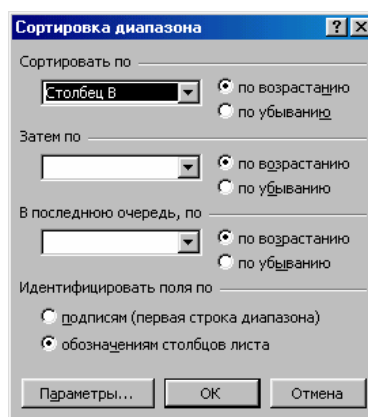 Сортировка диапазона
Сортировать по
Столбец B
по возрастанию
по убыванию
Затем по
по возрастанию
по убыванию
В последнюю очередь, по
по возрастанию
по убыванию
Идентифицировать поля по
подписям (первая строка диапазона)
обозначениям столбцов листа
Параметры... ОК Отмена